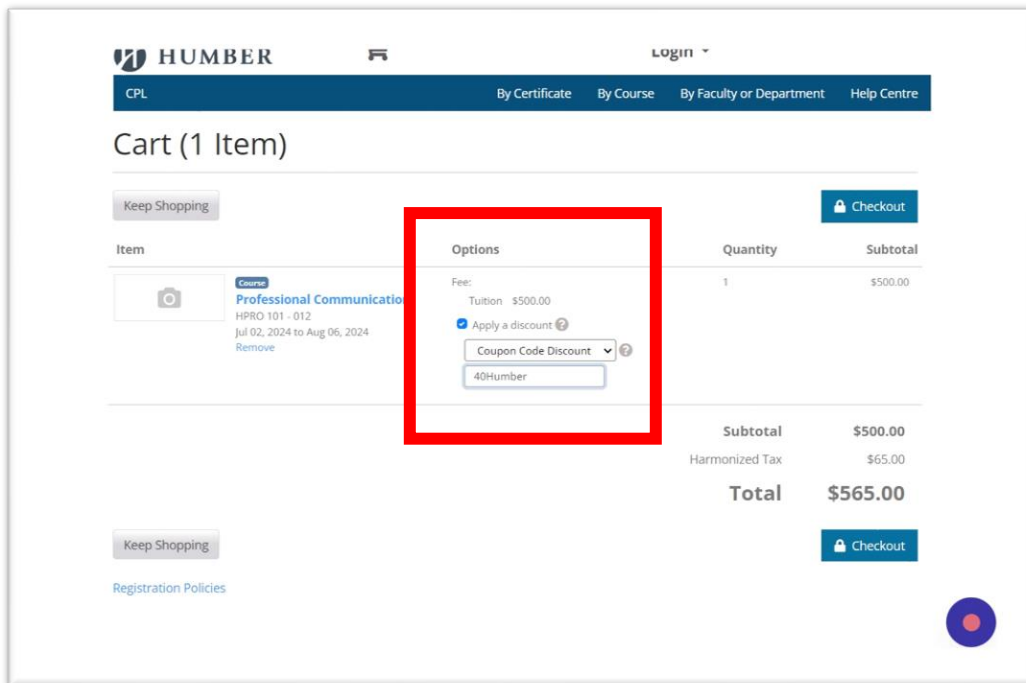 HUMBER
Login
CPL By Certificate By Course By Faculty or Department Help Centre
Cart (1 Item)
Keep Shopping Checkout
Item Options Quantity Subtotal
Course Fee: 1 $500.00
Professional Communicatio Tuition $500.00
HPRO 101 - 012 Apply a discount ?
Jul 02, 2024 to Aug 06, 2024
Remove Coupon Code Discount ?
40Humber
Subtotal $500.00
Harmonized Tax $65.00
Total $565.00
Keep Shopping Checkout
Registration Policies